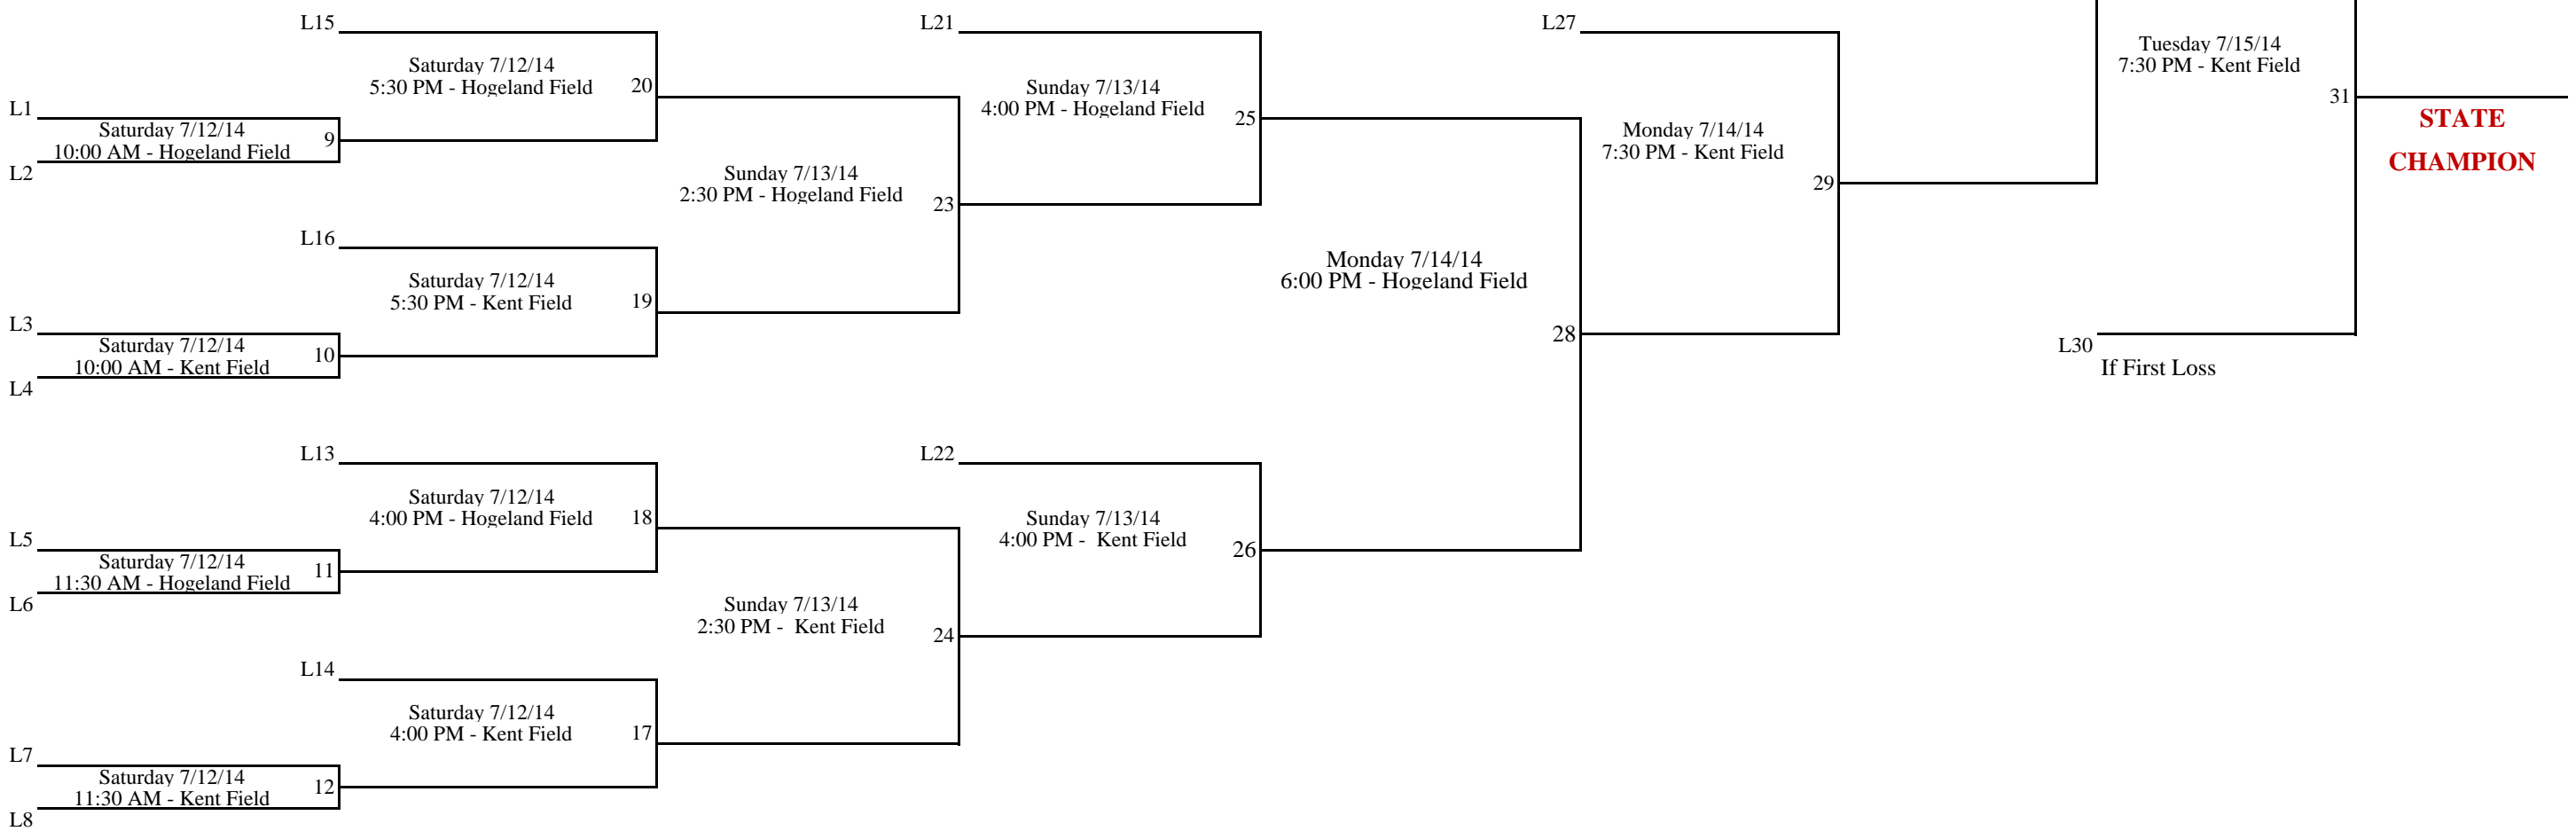 L15
Saturday 7/12/14
5:30 PM - Hogeland Field
20
L1
Saturday 7/12/14
10:00 AM - Hogeland Field
9
L2
L16
Saturday 7/12/14
5:30 PM - Kent Field
19
L3
Saturday 7/12/14
10:00 AM - Kent Field
10
L4
Sunday 7/13/14
2:30 PM - Hogeland Field
23
L21
Sunday 7/13/14
4:00 PM - Hogeland Field
25
L13
Saturday 7/12/14
4:00 PM - Hogeland Field
18
L5
Saturday 7/12/14
11:30 AM - Hogeland Field
11
L6
L14
Saturday 7/12/14
4:00 PM - Kent Field
17
L7
Saturday 7/12/14
11:30 AM - Kent Field
12
L8
Sunday 7/13/14
2:30 PM - Kent Field
24
L22
Sunday 7/13/14
4:00 PM - Kent Field
26
Monday 7/14/14
6:00 PM - Hogeland Field
28
L27
Monday 7/14/14
7:30 PM - Kent Field
29
Tuesday 7/15/14
7:30 PM - Kent Field
31
L30
If First Loss
STATE
CHAMPION